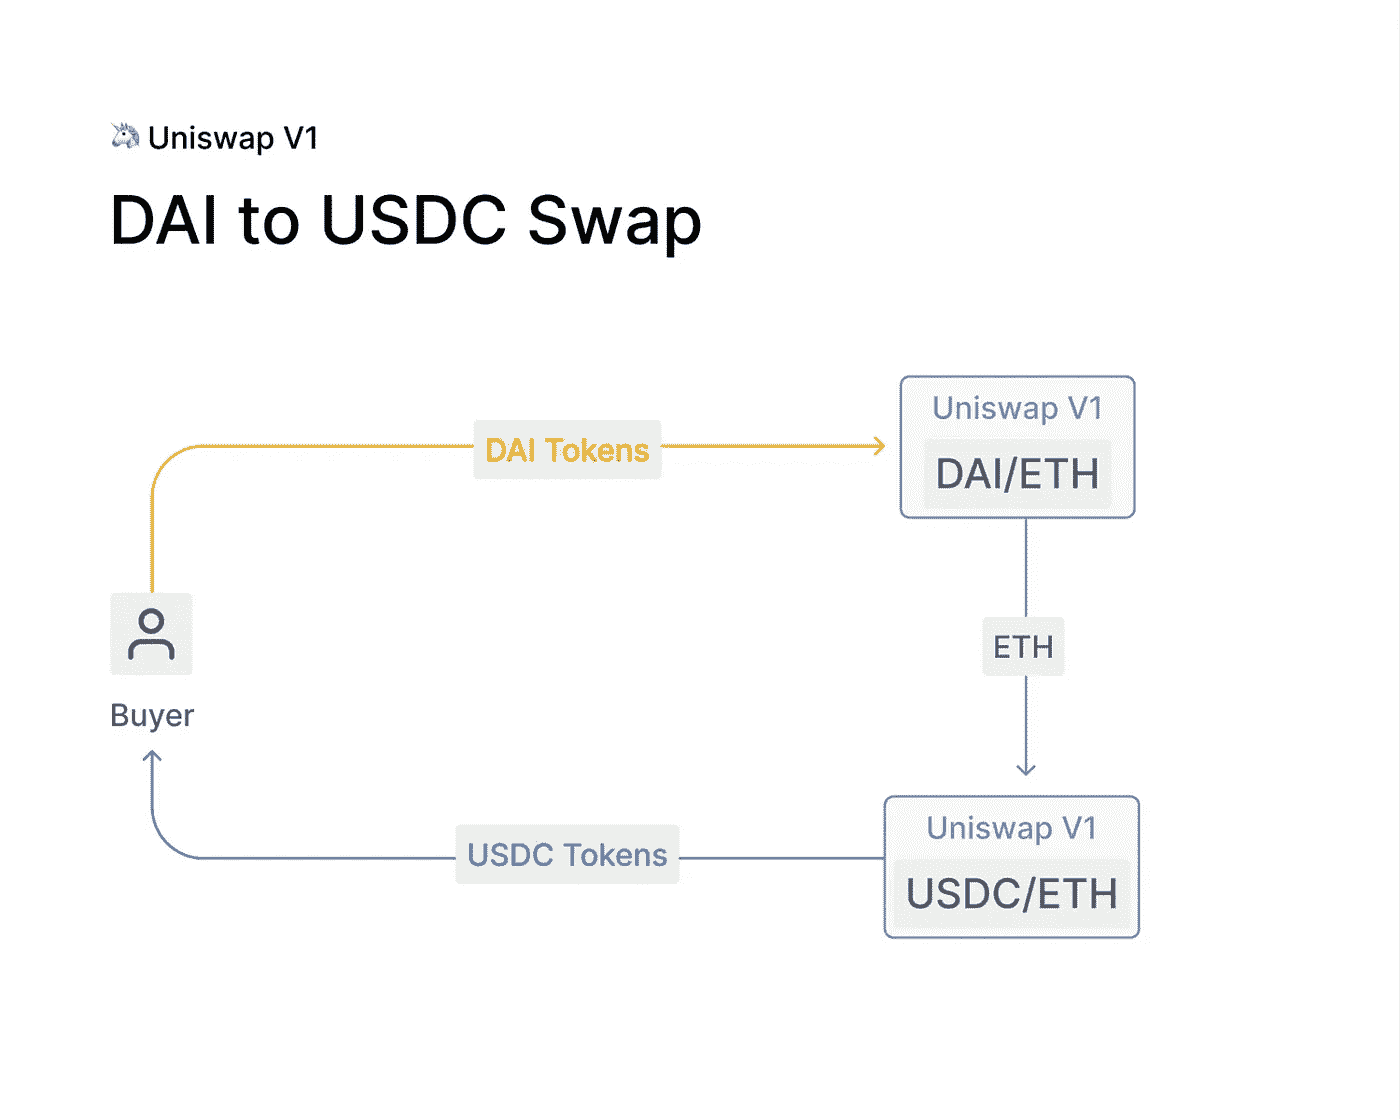 Uniswap V1
DAI to USDC Swap
Uniswap V1
DAI Tokens
DAI/ETH
ETH
Buyer
Uniswap V1
USDC Tokens
USDC/ETH